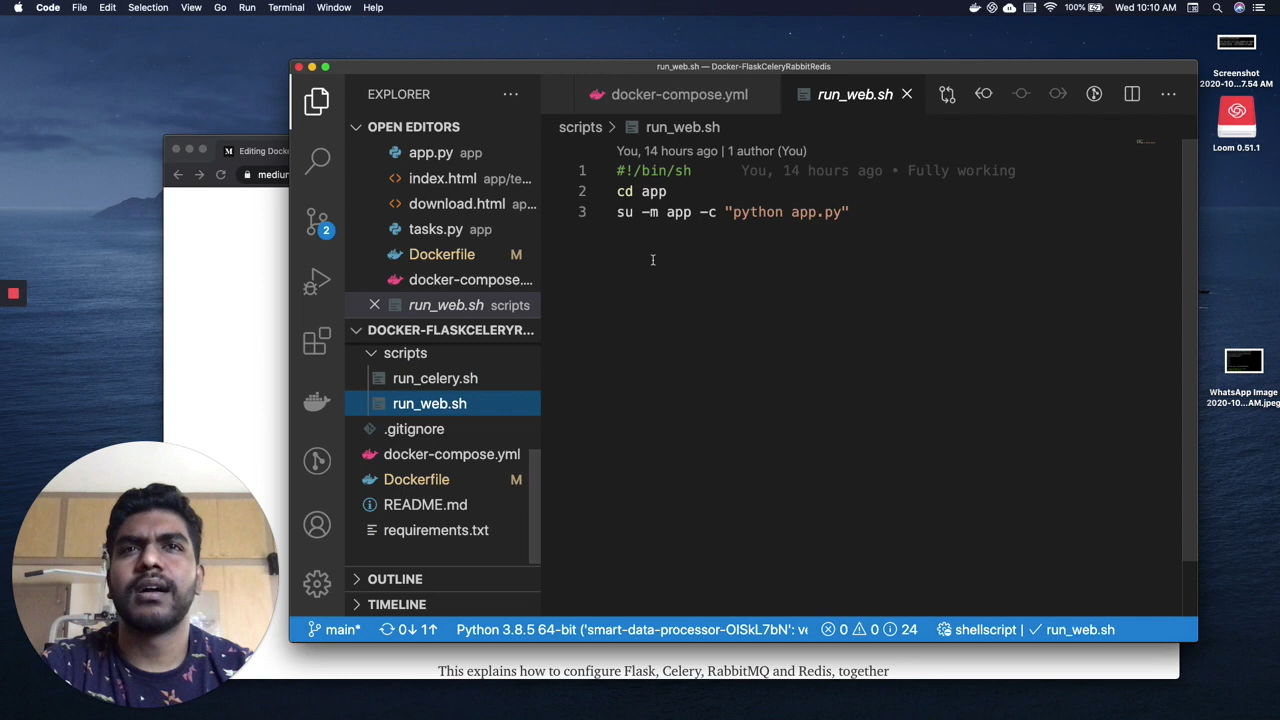 Code File Edit Selection View Go Run Terminal Window Help
100% Wed 10:10 AM
Screenshot
2020-10...7.54 AM
Loom 0.51.1
WhatsApp Image
2020-10...AM.jpeg
Editing Docke
medium
run_web.sh — Docker-FlaskCeleryRabbitRedis
EXPLORER
OPEN EDITORS
app.py app
index.html app/te...
download.html ap...
tasks.py app
Dockerfile M
docker-compose....
run_web.sh scripts
DOCKER-FLASKCELERYR...
scripts
run_celery.sh
run_web.sh
.gitignore
docker-compose.yml
Dockerfile M
README.md
requirements.txt
OUTLINE
TIMELINE
2
docker-compose.yml
run_web.sh
scripts > run_web.sh
You, 14 hours ago | 1 author (You)
1 #!/bin/sh You, 14 hours ago • Fully working
2 cd app
3 su -m app -c "python app.py"
main* 0↓ 1↑ Python 3.8.5 64-bit ('smart-data-processor-OISkL7bN': ve 0 0 24 shellscript | ✓ run_web.sh
This explains how to configure Flask, Celery, RabbitMQ and Redis, together